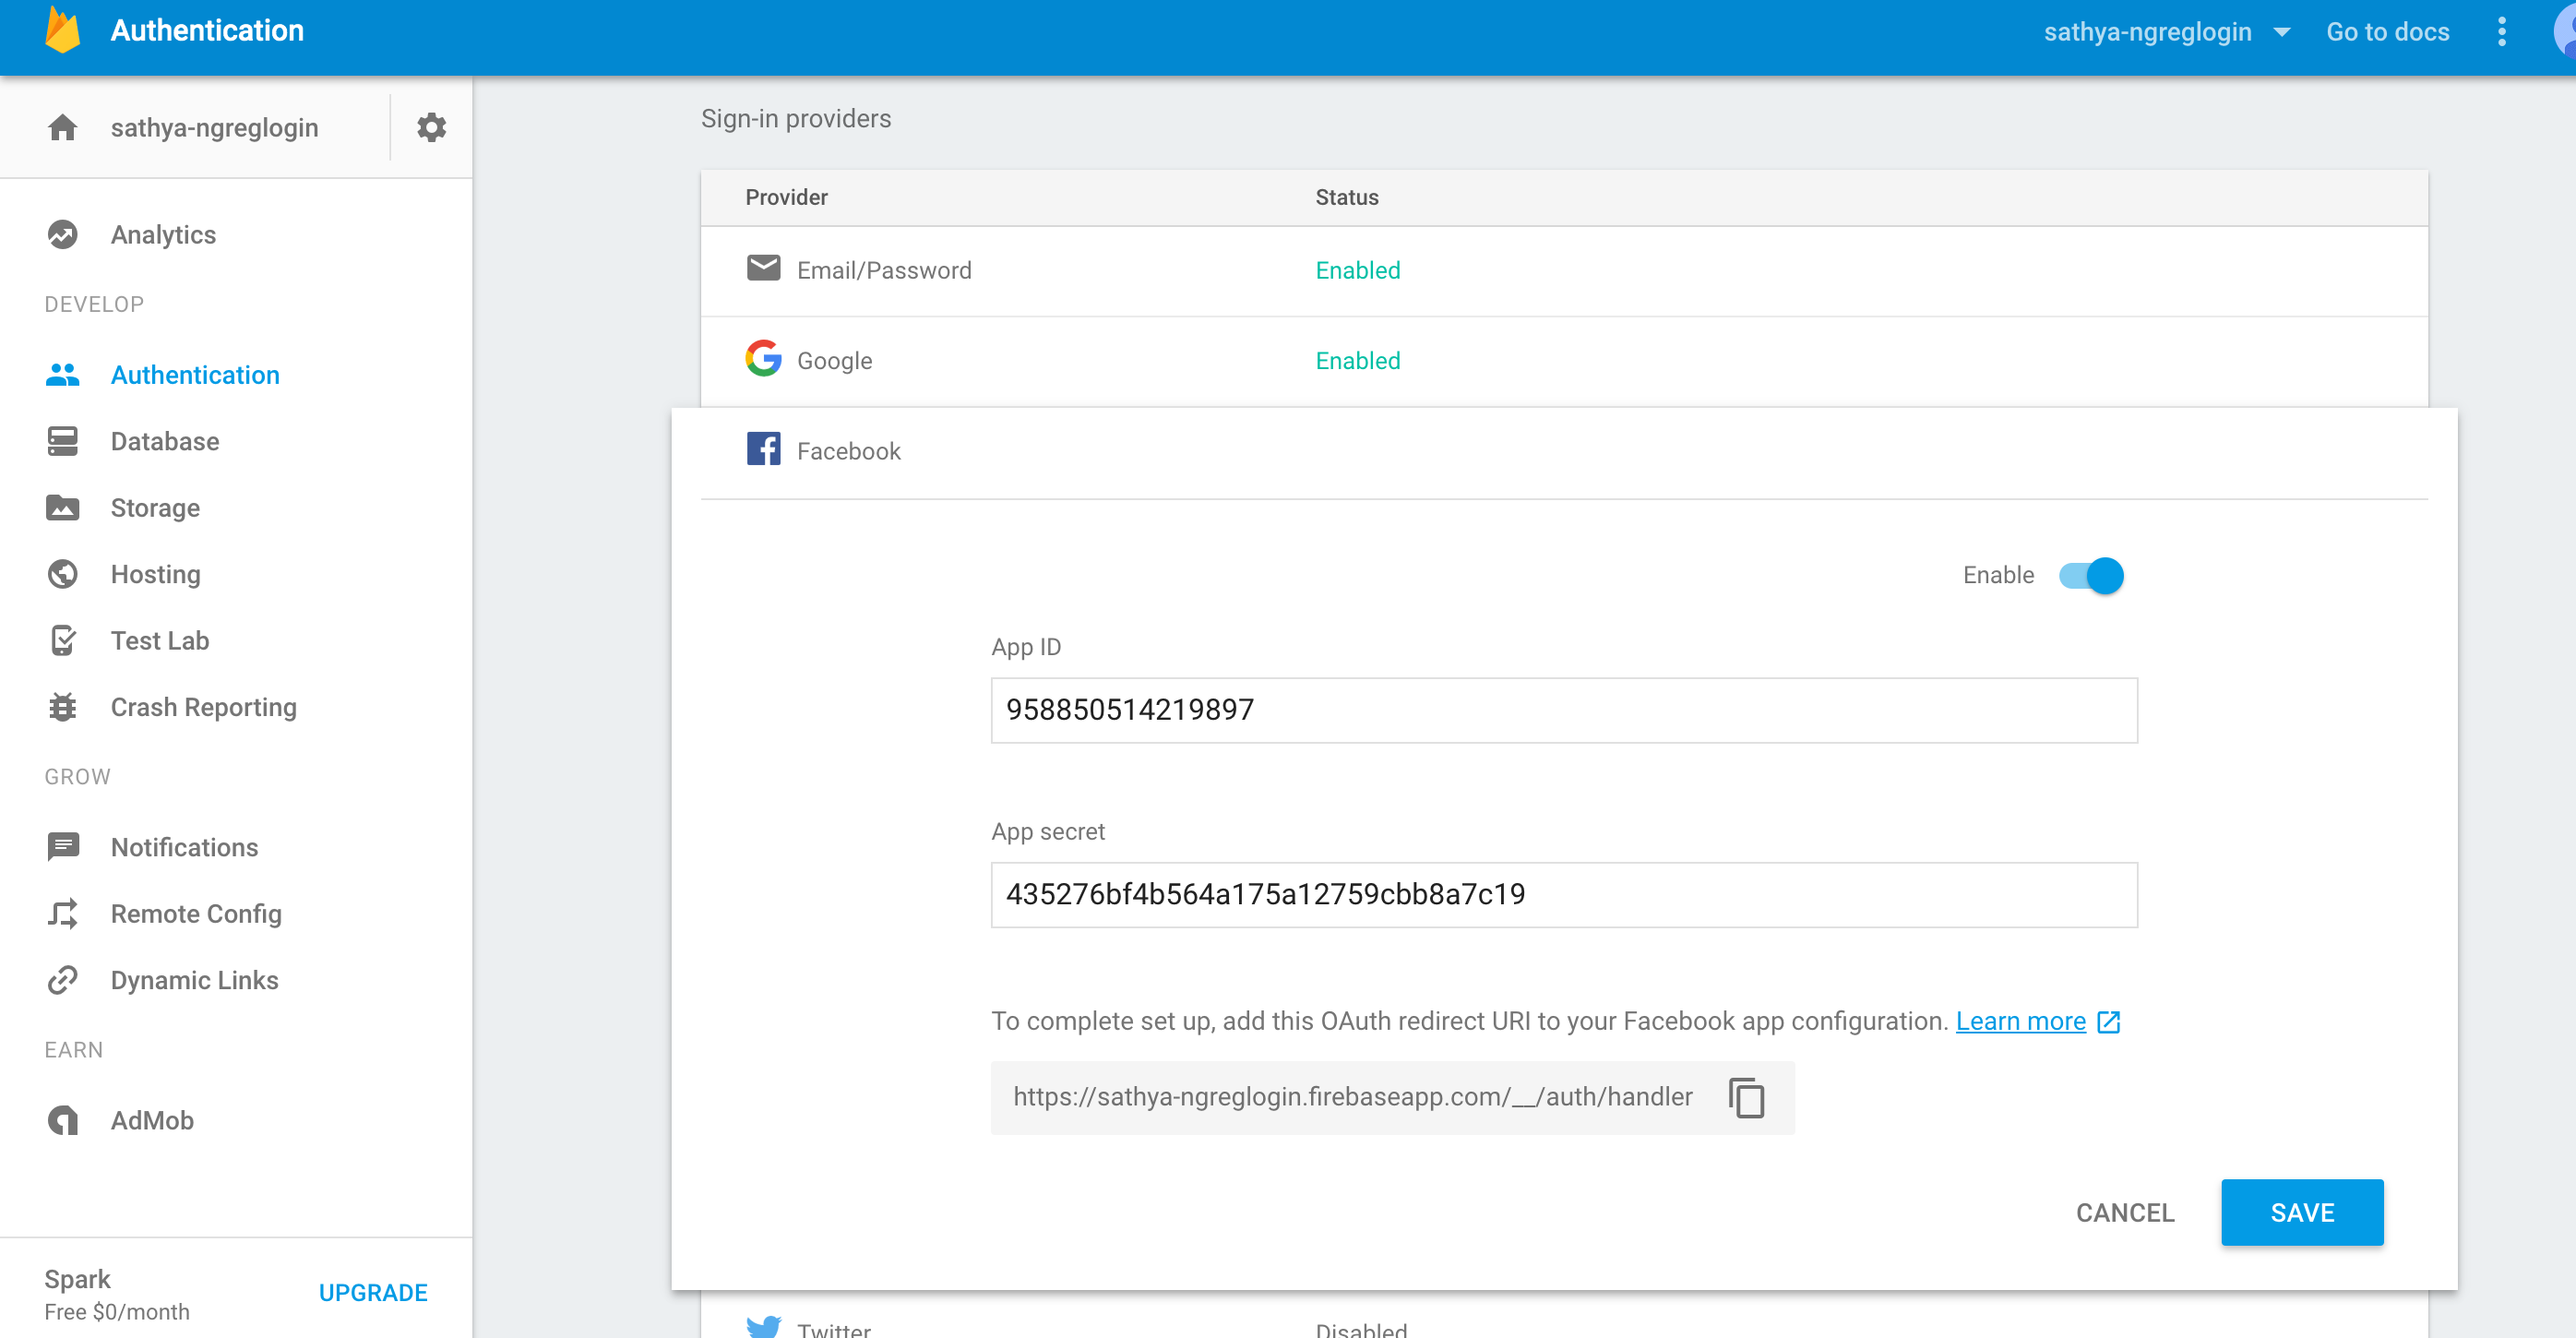 Authentication
sathya-ngreglogin
Go to docs
sathya-ngreglogin
Analytics
DEVELOP
Authentication
Database
Storage
Hosting
Test Lab
Crash Reporting
GROW
Notifications
Remote Config
Dynamic Links
EARN
AdMob
Spark
Free $0/month
UPGRADE
Sign-in providers
Provider Status
Email/Password Enabled
Google Enabled
Facebook
Enable
App ID
958850514219897
App secret
435276bf4b564a175a12759cbb8a7c19
To complete set up, add this OAuth redirect URI to your Facebook app configuration. Learn more
https://sathya-ngreglogin.firebaseapp.com/__/auth/handler
CANCEL
SAVE
Twitter Disabled